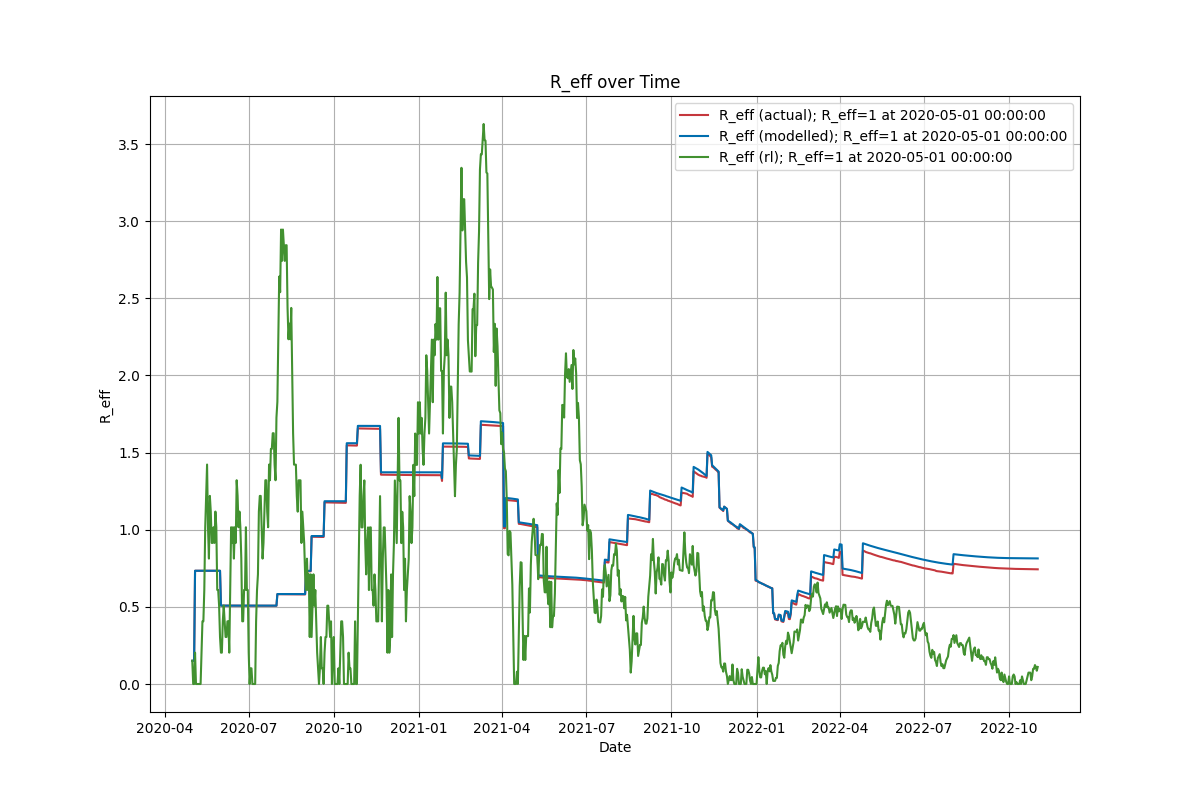 R_eff over Time
R_eff (actual); R_eff=1 at 2020-05-01 00:00:00
R_eff (modelled); R_eff=1 at 2020-05-01 00:00:00
R_eff (rl); R_eff=1 at 2020-05-01 00:00:00
3.5
3.0
2.5
2.0
1.5
1.0
0.5
0.0
R_eff
2020-04 2020-07 2020-10 2021-01 2021-04 2021-07 2021-10 2022-01 2022-04 2022-07 2022-10
Date